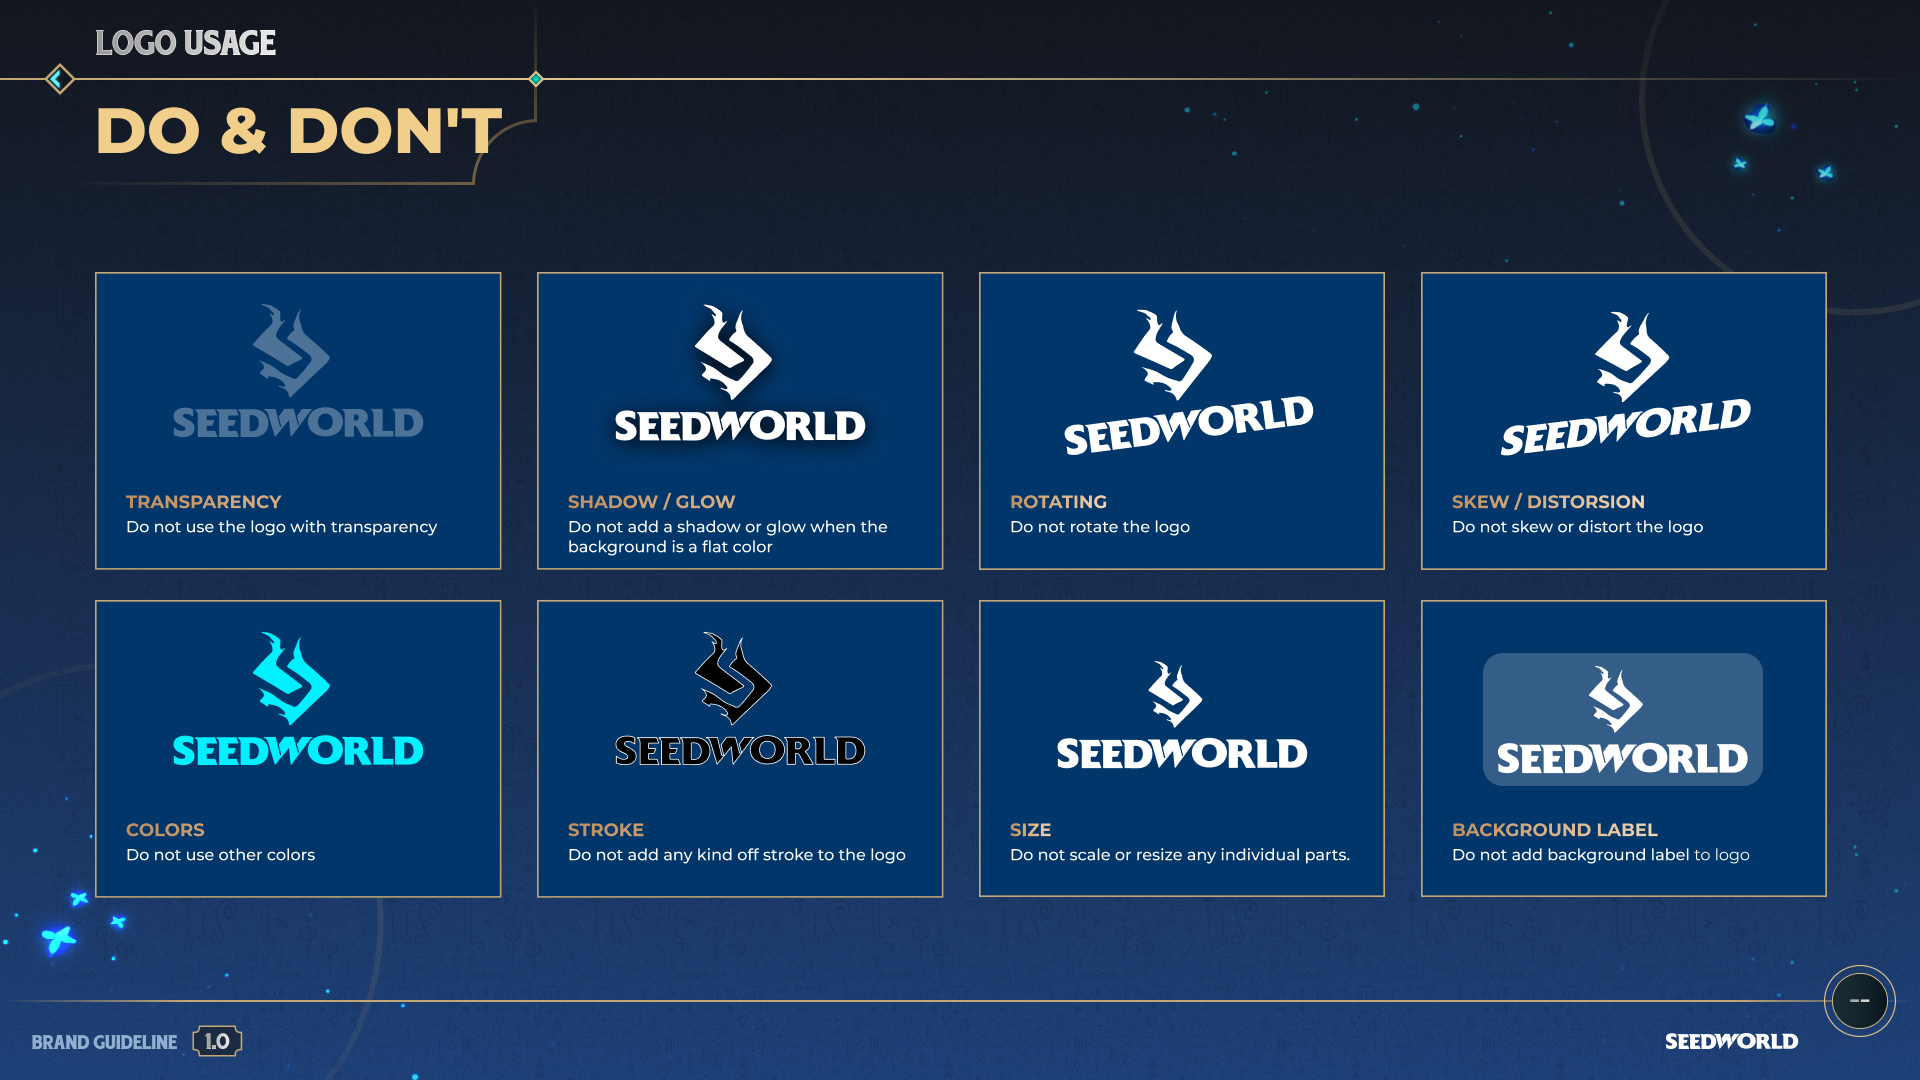 LOGO USAGE
DO & DON'T
SEEDWORLD
TRANSPARENCY
Do not use the logo with transparency
SEEDWORLD
SHADOW / GLOW
Do not add a shadow or glow when the
background is a flat color
SEEDWORLD
ROTATING
Do not rotate the logo
SEEDWORLD
SKEW / DISTORSION
Do not skew or distort the logo
SEEDWORLD
COLORS
Do not use other colors
SEEDWORLD
STROKE
Do not add any kind off stroke to the logo
SEEDWORLD
SIZE
Do not scale or resize any individual parts.
SEEDWORLD
BACKGROUND LABEL
Do not add background label to logo
--
BRAND GUIDELINE 1.0
SEEDWORLD